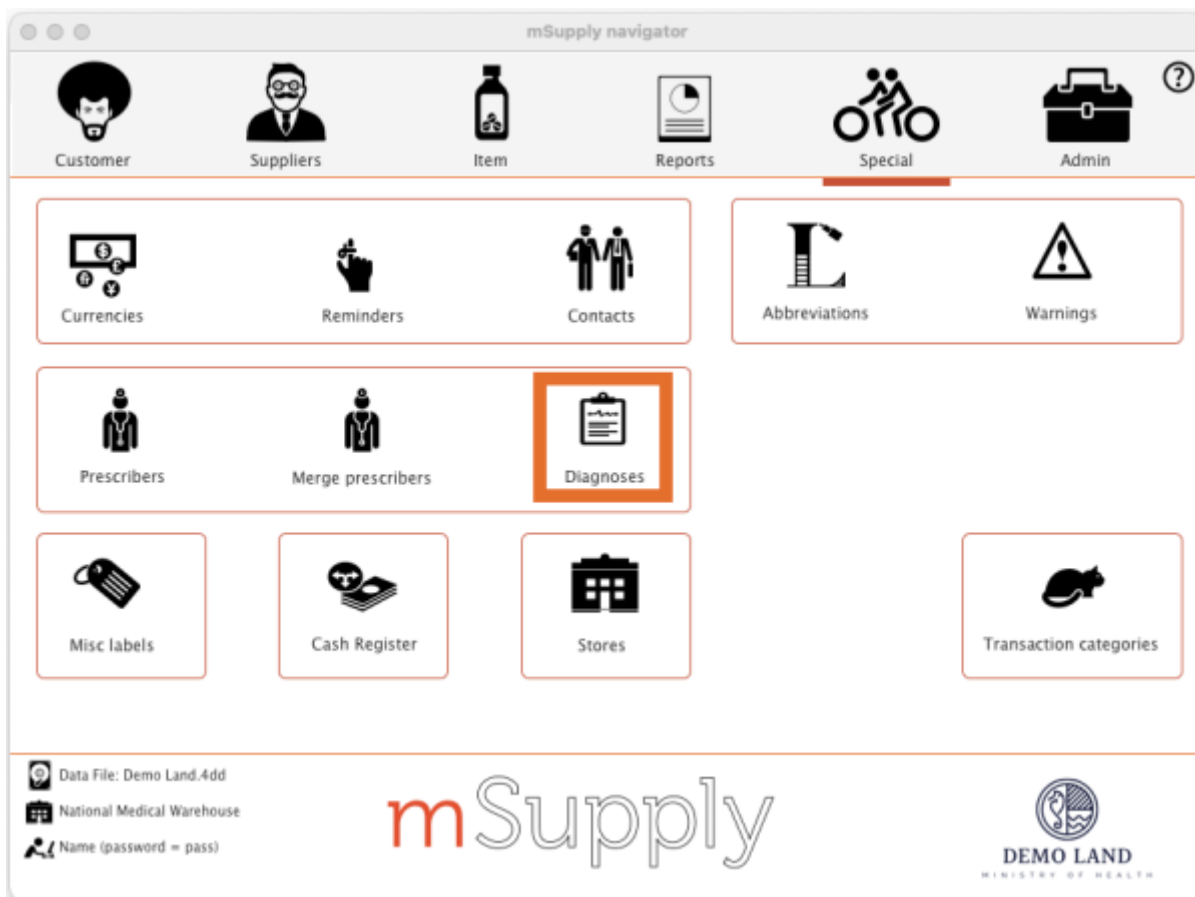 mSupply navigator
?
Customer
Suppliers
Item
Reports
Special
Admin
Currencies
Reminders
Contacts
Abbreviations
Warnings
Prescribers
Merge prescribers
Diagnoses
Misc labels
Cash Register
Stores
Transaction categories
Data File: Demo Land.4dd
National Medical Warehouse
Name (password = pass)
mSupply
DEMO LAND
MINISTRY OF HEALTH